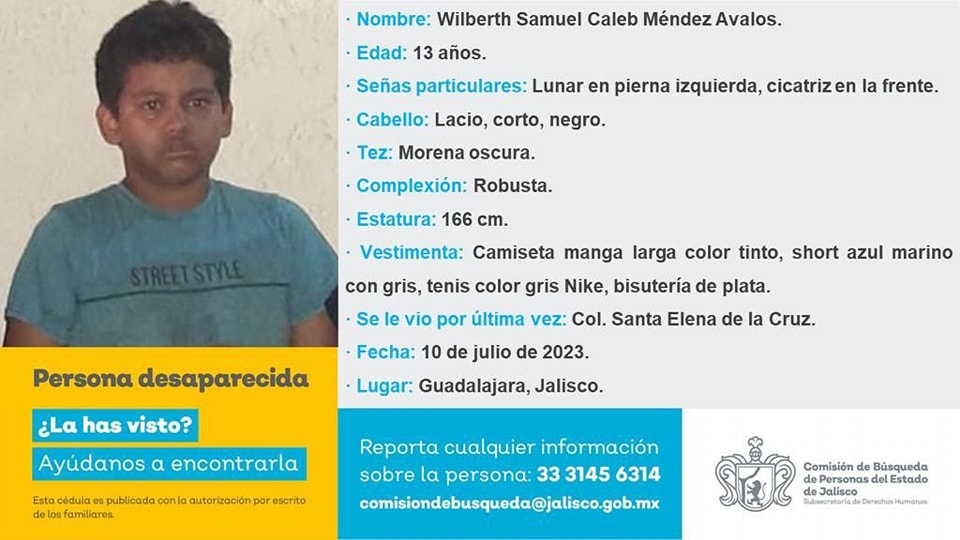 STREET STYLE
Persona desaparecida
¿La has visto?
Ayúdanos a encontrarla
Esta cédula es publicada con la autorización por escrito
de los familiares.
· Nombre: Wilberth Samuel Caleb Méndez Avalos.
· Edad: 13 años.
· Señas particulares: Lunar en pierna izquierda, cicatriz en la frente.
· Cabello: Lacio, corto, negro.
· Tez: Morena oscura.
· Complexión: Robusta.
· Estatura: 166 cm.
· Vestimenta: Camiseta manga larga color tinto, short azul marino
con gris, tenis color gris Nike, bisutería de plata.
· Se le vio por última vez: Col. Santa Elena de la Cruz.
· Fecha: 10 de julio de 2023.
· Lugar: Guadalajara, Jalisco.
Reporta cualquier información
sobre la persona: 33 3145 6314
comisiondebusqueda@jalisco.gob.mx
Comisión de Búsqueda
de Personas del Estado
de Jalisco
Subsecretaría de Derechos Humanos